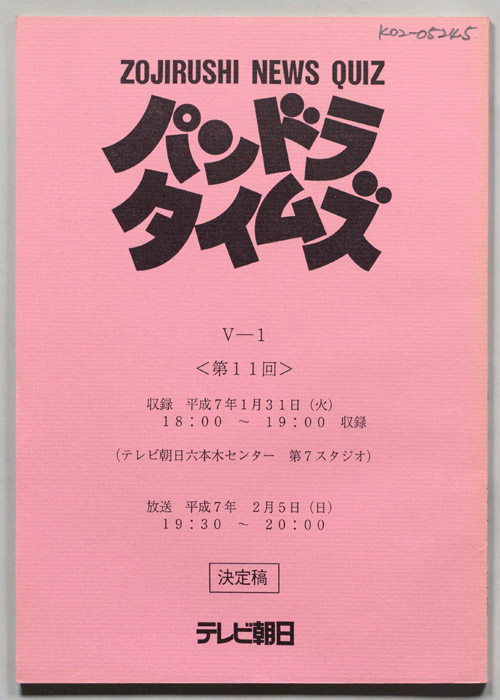 K02-05245
ZOJIRUSHI NEWS QUIZ
パンドラ
タイムズ
V―1
＜第１１回＞
収録　平成７年１月３１日（火）
１８：００　～　１９：００　収録
（テレビ朝日六本木センター　第７スタジオ）
放送　平成７年　２月５日（日）
１９：３０　～　２０：００
決定稿
テレビ朝日